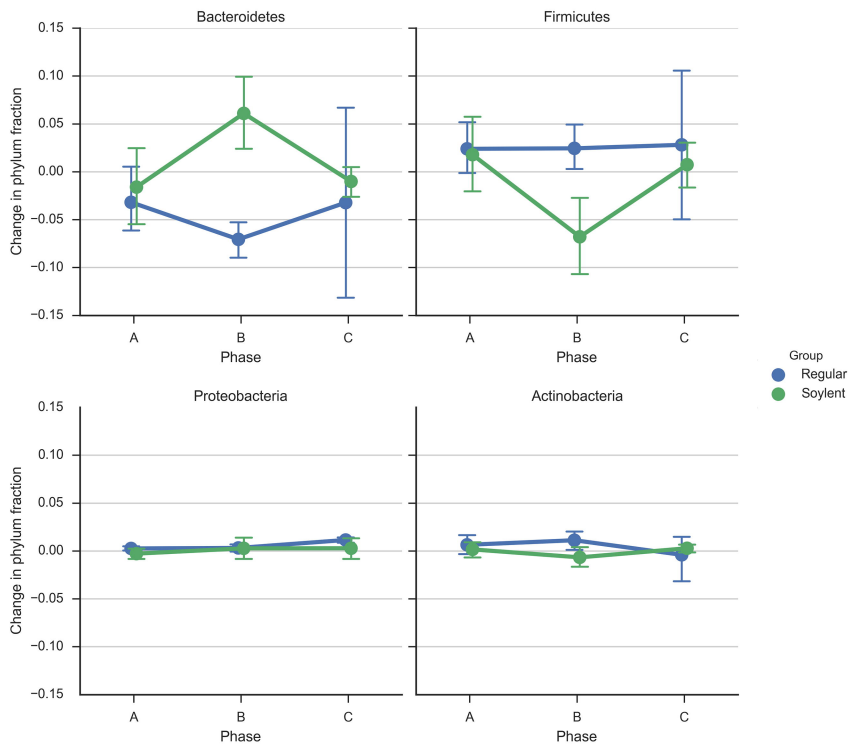 Bacteroidetes
Firmicutes
0.15
0.10
0.05
0.00
−0.05
−0.10
−0.15
Change in phylum fraction
A B C
Phase
A B C
Phase
Group
Regular
Soylent
Proteobacteria
Actinobacteria
0.15
0.10
0.05
0.00
−0.05
−0.10
−0.15
Change in phylum fraction
A B C
Phase
A B C
Phase